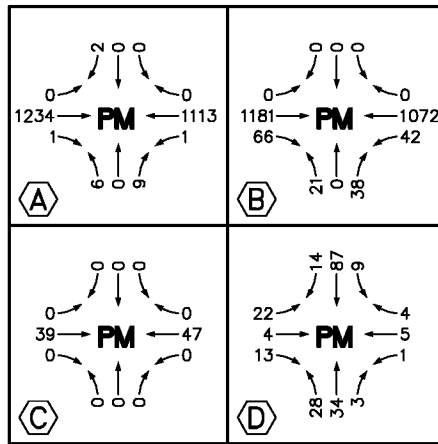 2 0 0
0 0
1234 PM 1113
1 1
6 0 9
A
0 0 0
0 0
1181 PM 1072
66 42
21 0 38
B
0 0 0
0 0
39 PM 47
0 0
0 0 0
C
14 87 9
22 4
4 PM 5
13 1
28 34 3
D